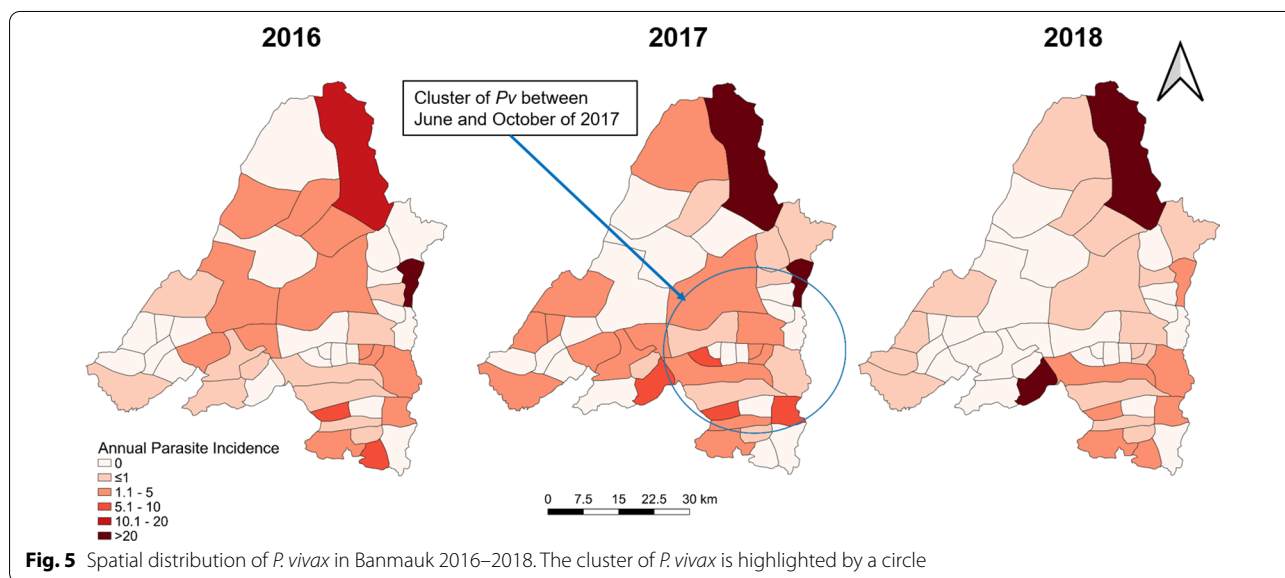 2016
2017
2018
Cluster of Pv between
June and October of 2017
Annual Parasite Incidence
0
≤1
1.1 - 5
5.1 - 10
10.1 - 20
>20
0 7.5 15 22.5 30 km
Fig. 5 Spatial distribution of P. vivax in Banmauk 2016–2018. The cluster of P. vivax is highlighted by a circle